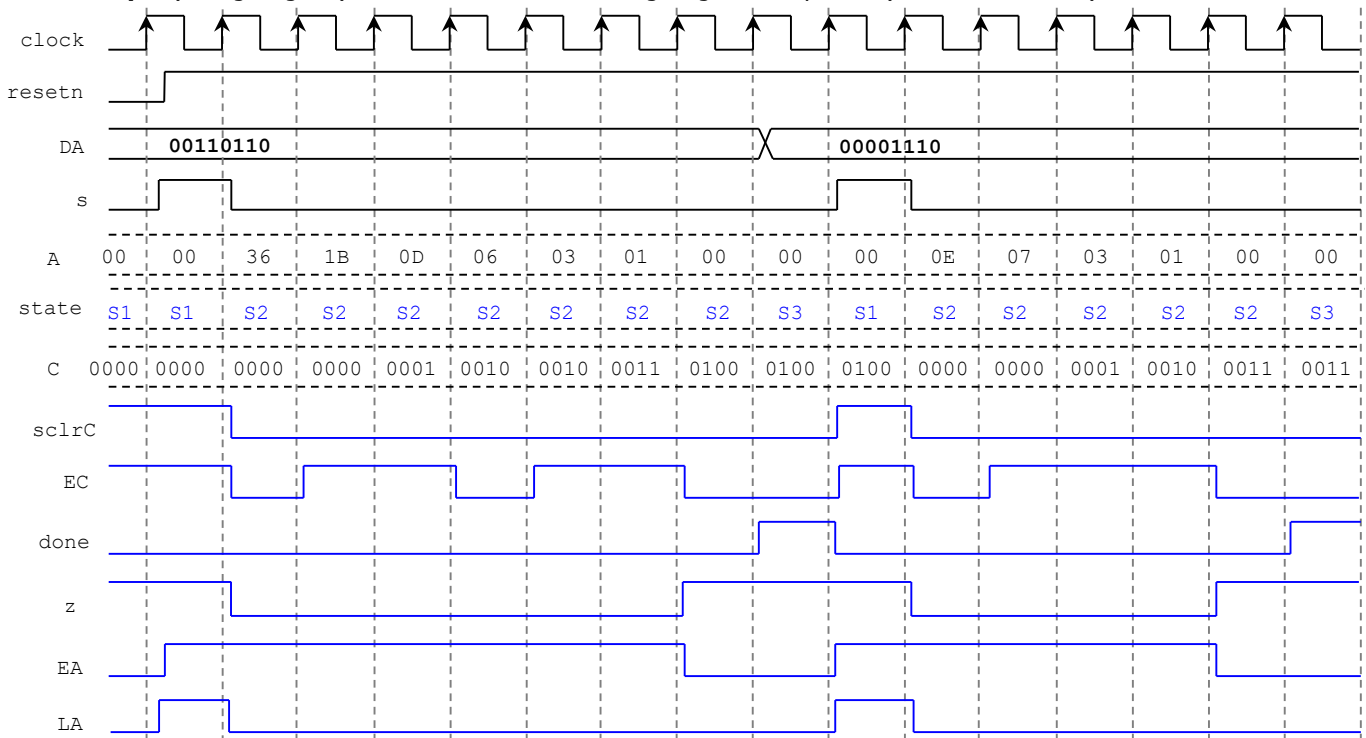 clock
resetn
DA 00110110 00001110
s
A 00 00 36 1B 0D 06 03 01 00 00 00 0E 07 03 01 00 00
state S1 S1 S2 S2 S2 S2 S2 S2 S2 S3 S1 S2 S2 S2 S2 S2 S3
C 0000 0000 0000 0000 0001 0010 0010 0011 0100 0100 0100 0000 0000 0001 0010 0011 0011
sclrC
EC
done
z
EA
LA